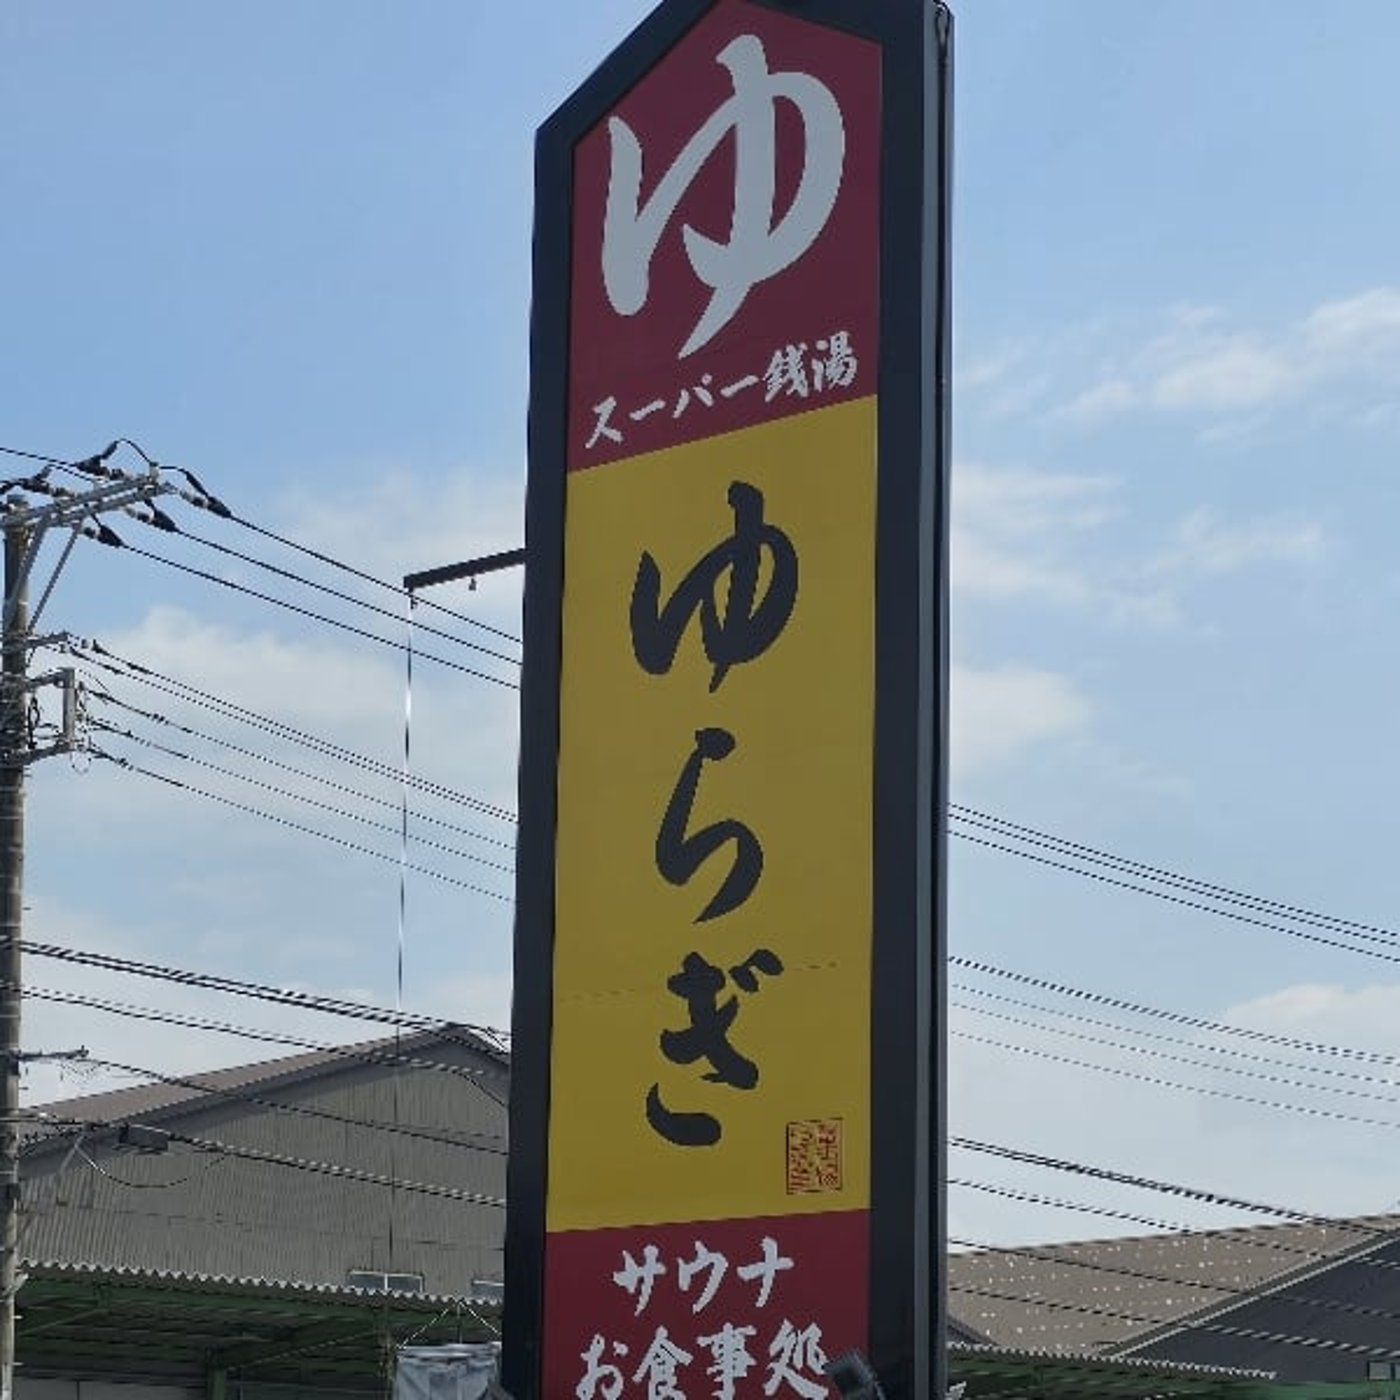 ゆ
スーパー銭湯
ゆらぎ
サウナ
お食事処